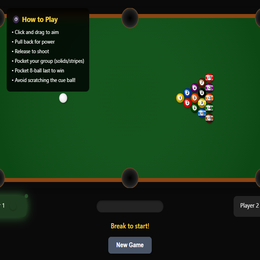 How to Play
• Click and drag to aim
• Pull back for power
• Release to shoot
• Pocket your group (solids/stripes)
• Pocket 8-ball last to win
• Avoid scratching the cue ball!
1
Player 2
Break to start!
New Game